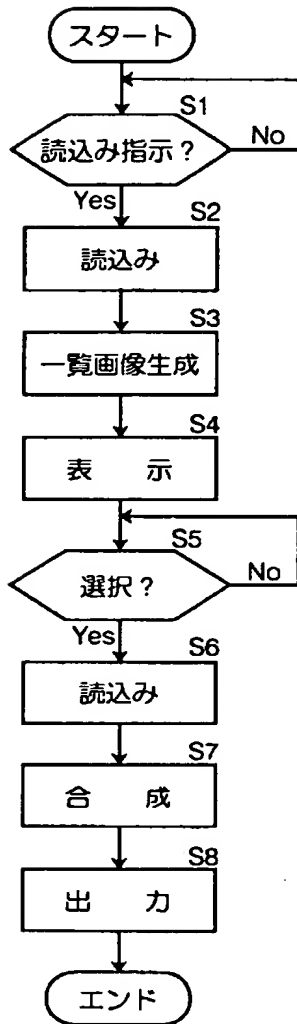 スタート
S1
読込み指示？
No
Yes
S2
読込み
S3
一覧画像生成
S4
表 示
S5
選択？
No
Yes
S6
読込み
S7
合 成
S8
出 力
エンド